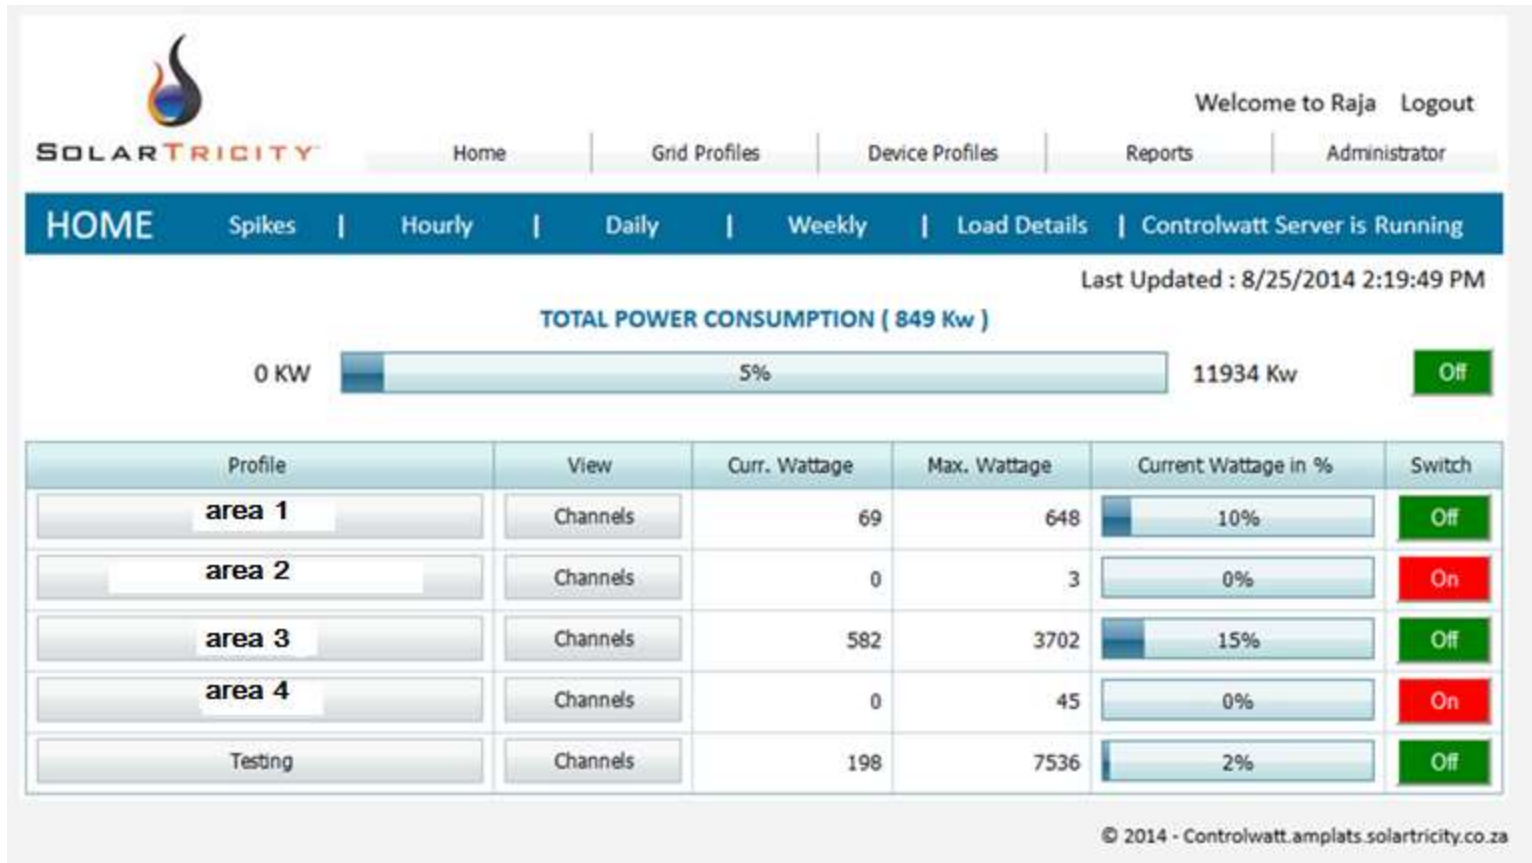 Welcome to Raja Logout
SOLARTRICITY
Home Grid Profiles Device Profiles Reports Administrator
HOME Spikes | Hourly | Daily | Weekly | Load Details | Controlwatt Server is Running
Last Updated : 8/25/2014 2:19:49 PM
TOTAL POWER CONSUMPTION ( 849 Kw )
0 KW 5% 11934 Kw Off
Profile View Curr. Wattage Max. Wattage Current Wattage in % Switch
area 1 Channels 69 648 10% Off
area 2 Channels 0 3 0% On
area 3 Channels 582 3702 15% Off
area 4 Channels 0 45 0% On
Testing Channels 198 7536 2% Off
© 2014 - Controlwatt.amplats.solartricity.co.za